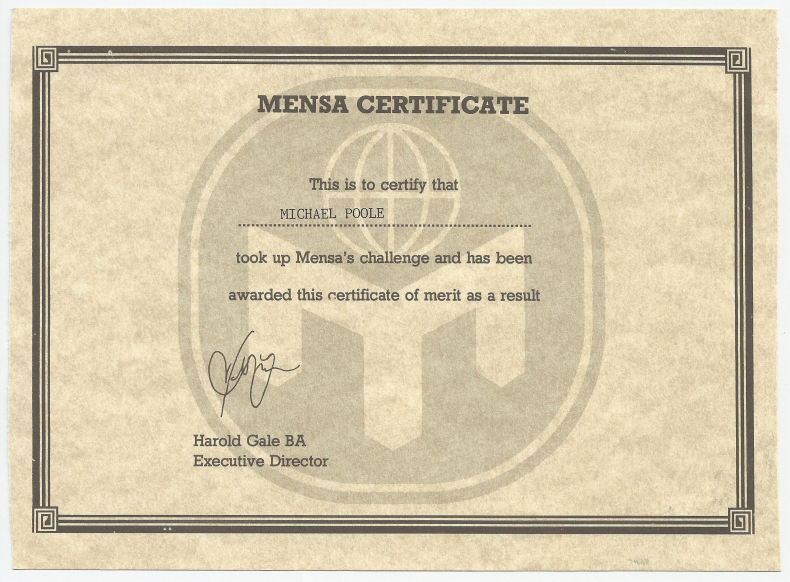 MENSA CERTIFICATE
This is to certify that
MICHAEL POOLE
took up Mensa's challenge and has been
awarded this certificate of merit as a result
Harold Gale BA
Executive Director